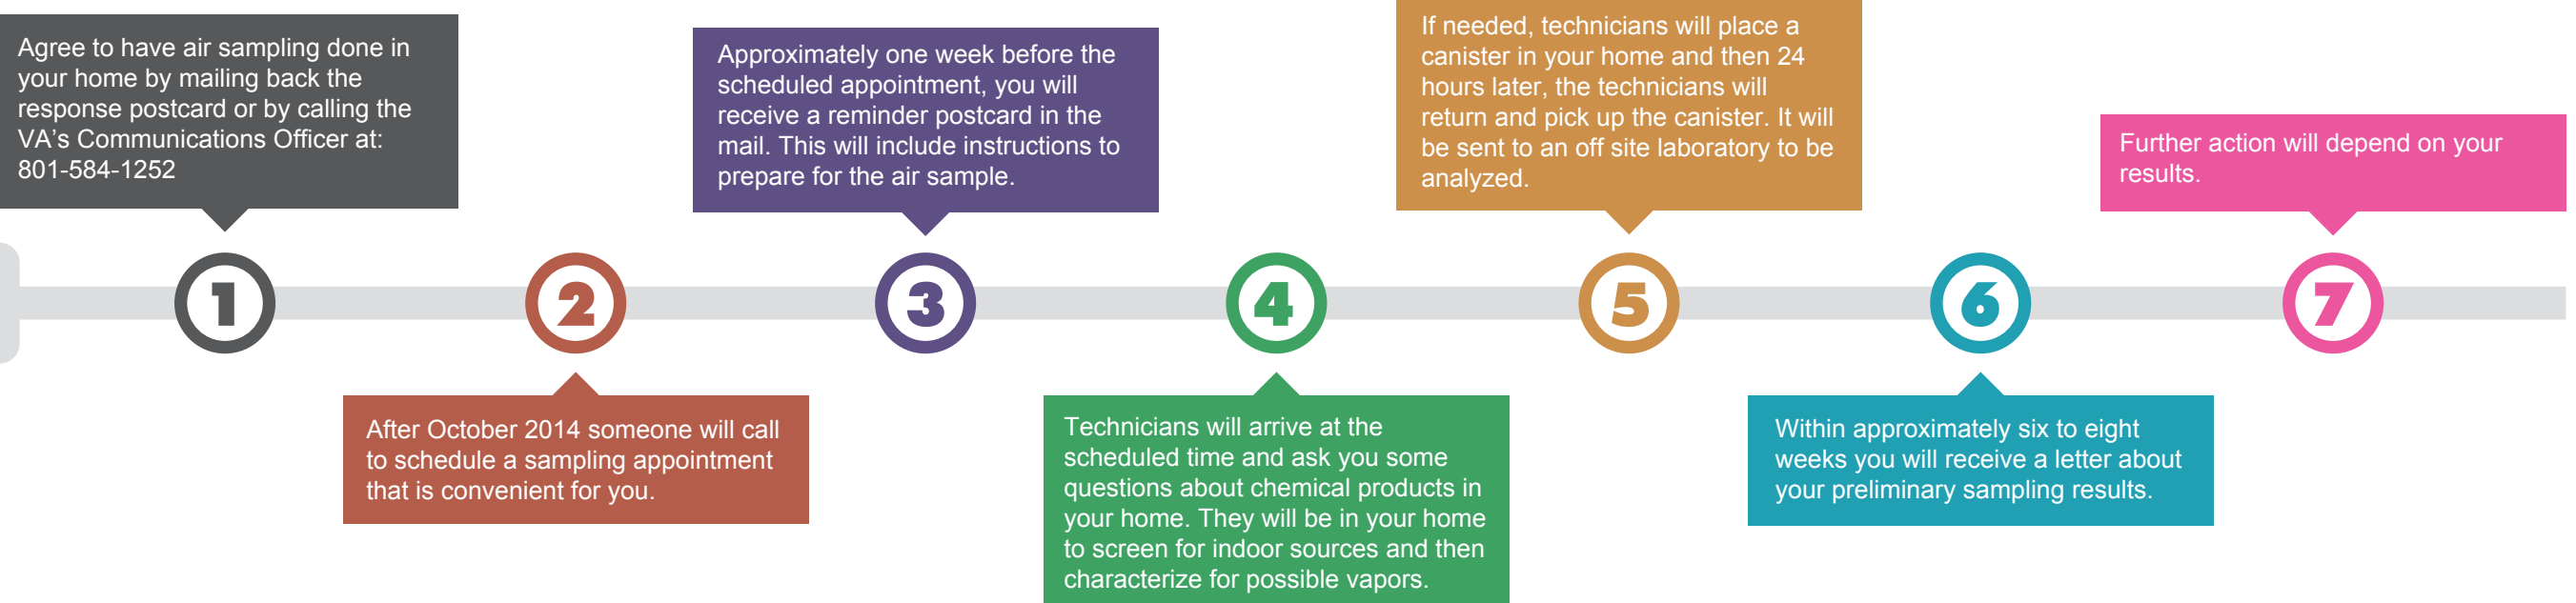 Agree to have air sampling done in
your home by mailing back the
response postcard or by calling the
VA's Communications Officer at:
801-584-1252
1
2
After October 2014 someone will call
to schedule a sampling appointment
that is convenient for you.
Approximately one week before the
scheduled appointment, you will
receive a reminder postcard in the
mail. This will include instructions to
prepare for the air sample.
3
4
Technicians will arrive at the
scheduled time and ask you some
questions about chemical products in
your home. They will be in your home
to screen for indoor sources and then
characterize for possible vapors.
If needed, technicians will place a
canister in your home and then 24
hours later, the technicians will
return and pick up the canister. It will
be sent to an off site laboratory to be
analyzed.
5
6
Within approximately six to eight
weeks you will receive a letter about
your preliminary sampling results.
Further action will depend on your
results.
7